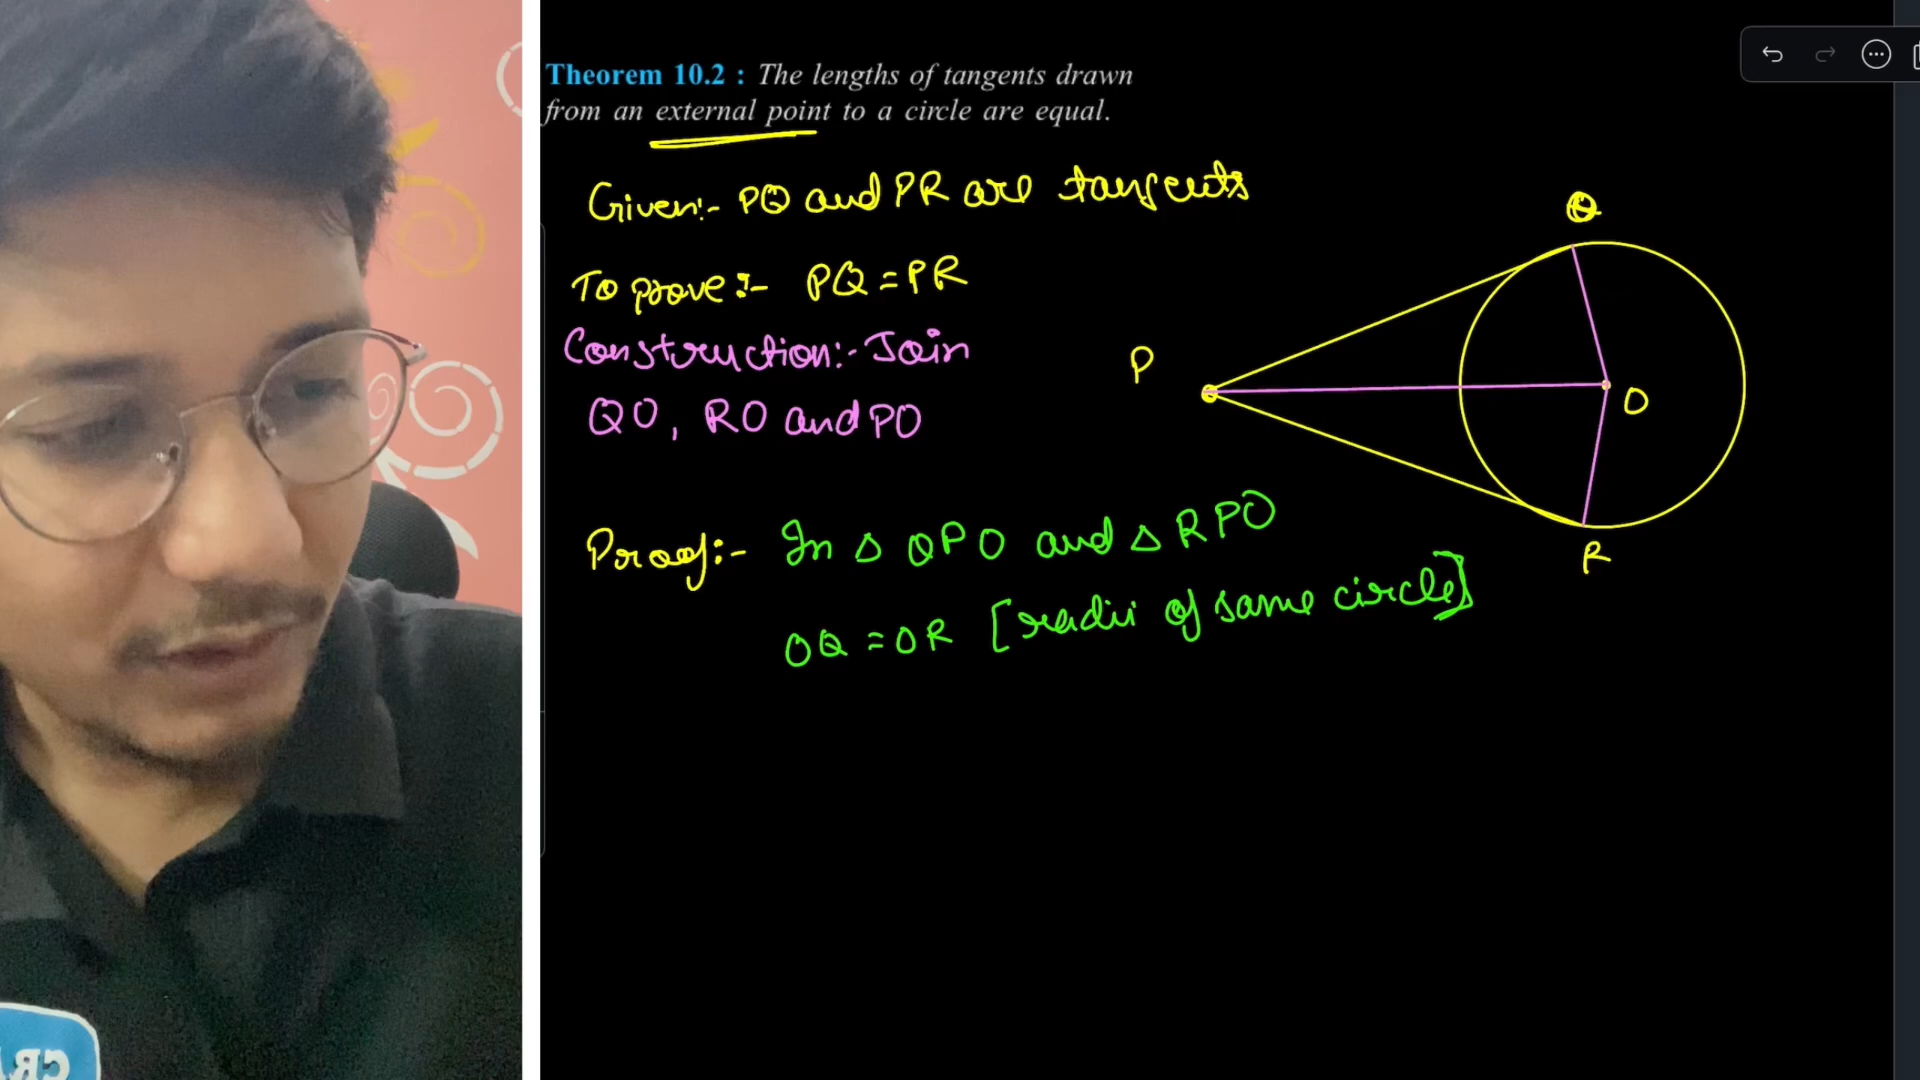 Theorem 10.2 : The lengths of tangents drawn
from an external point to a circle are equal.
Given:- PQ and PR are tangents
To prove :- PQ = PR
Construction:- Join
QO, RO and PO
Q
P
O
R
Proof:- In △ QPO and △ RPO
OQ = OR [radii of same circle]